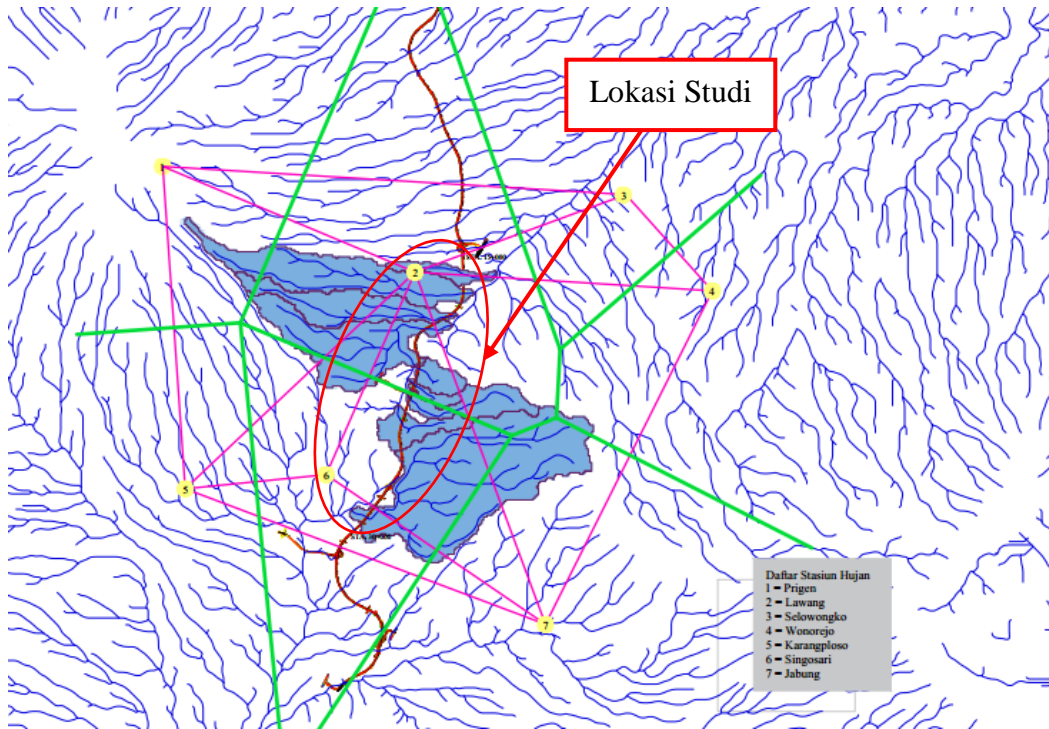 Lokasi Studi
1
3
2
4
6
5
7
Daftar Stasiun Hujan
1 = Prigen
2 = Lawang
3 = Selowongko
4 = Wonorejo
5 = Karangploso
6 = Singosari
7 = Jabung